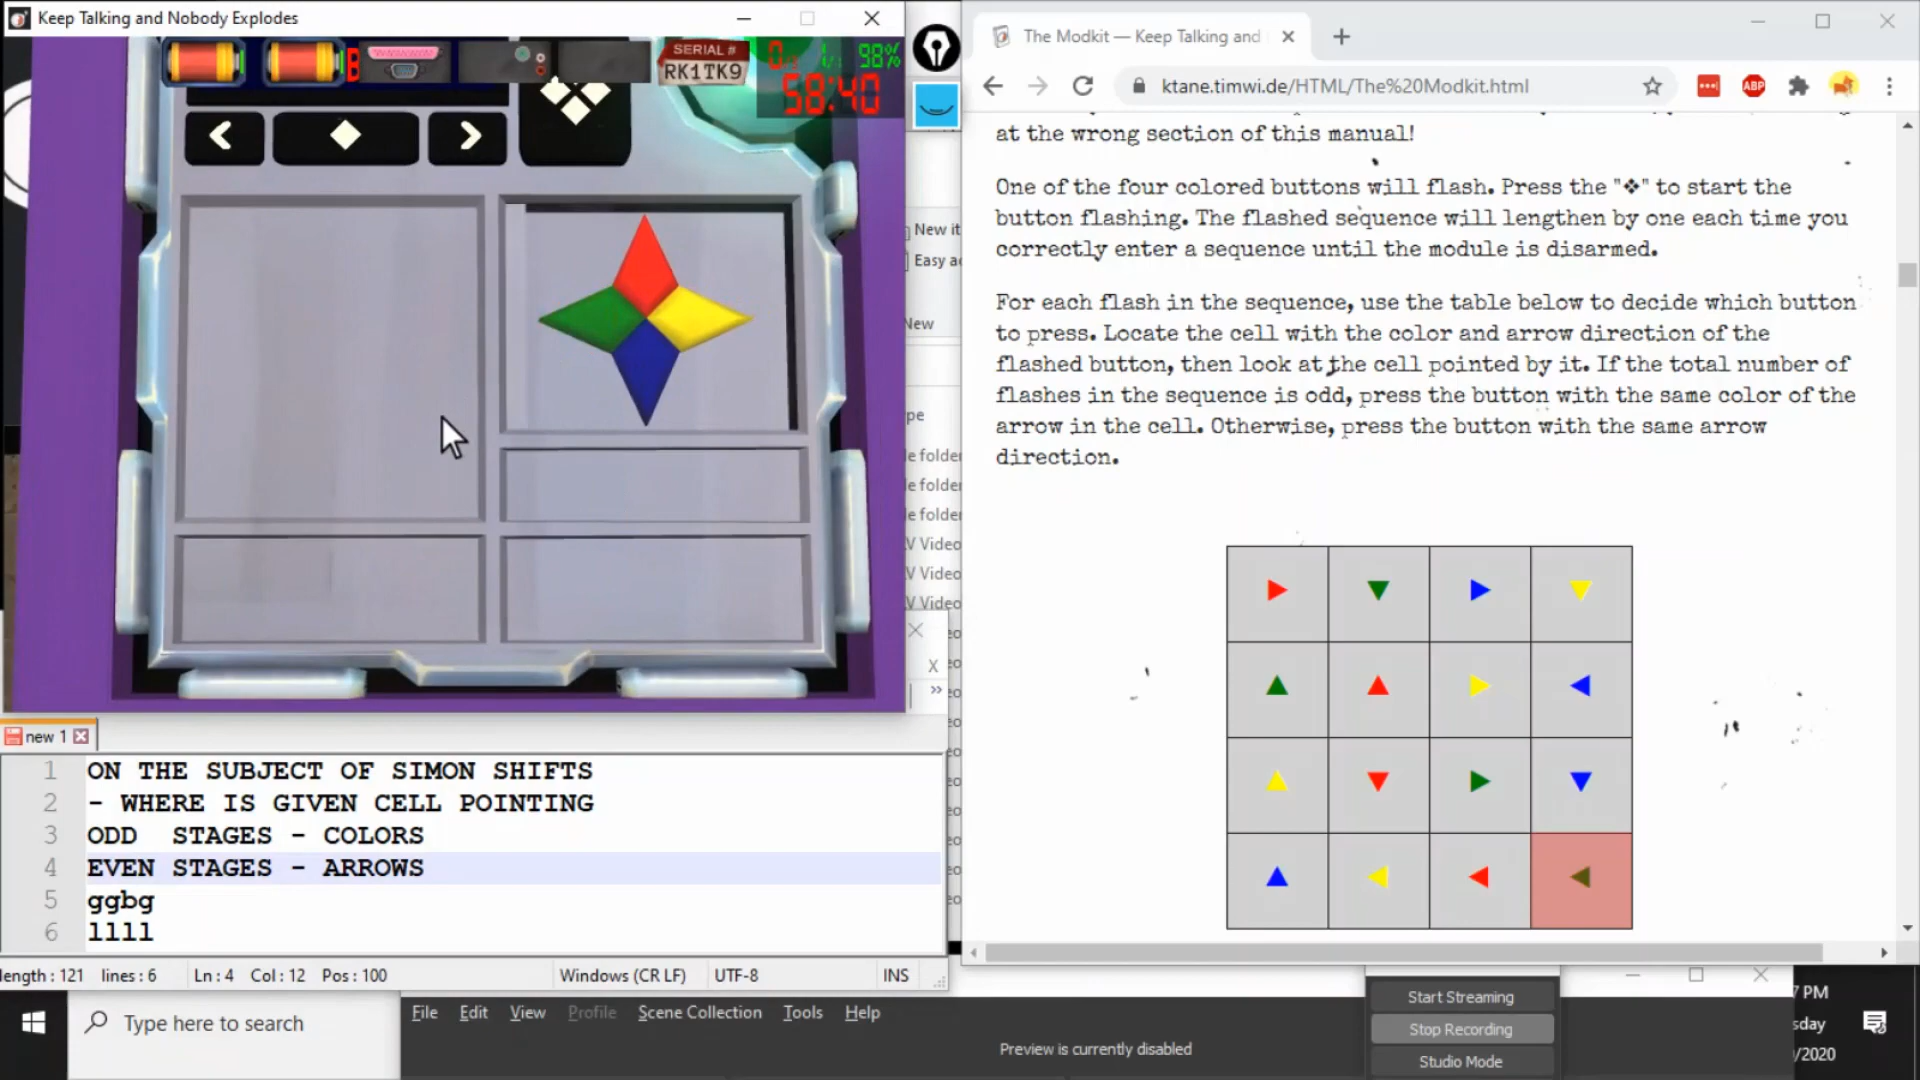 Keep Talking and Nobody Explodes
SERIAL #
RK1TK9
98%
58:40
New
ON THE SUBJECT OF SIMON SHIFTS
- WHERE IS GIVEN CELL POINTING
ODD  STAGES - COLORS
EVEN STAGES - ARROWS
ggbg
llll
1
2
3
4
5
6
new 1
length : 121 lines : 6 Ln : 4 Col : 12 Pos : 100 Windows (CR LF) UTF-8 INS
Type here to search
File Edit View Profile Scene Collection Tools Help
Preview is currently disabled
Start Streaming
Stop Recording
Studio Mode
7 PM
sday
/2020
The Modkit — Keep Talking and
ktane.timwi.de/HTML/The%20Modkit.html
ABP
at the wrong section of this manual!
One of the four colored buttons will flash. Press the "❖" to start the
button flashing. The flashed sequence will lengthen by one each time you
correctly enter a sequence until the module is disarmed.
For each flash in the sequence, use the table below to decide which button
to press. Locate the cell with the color and arrow direction of the
flashed button, then look at the cell pointed by it. If the total number of
flashes in the sequence is odd, press the button with the same color of the
arrow in the cell. Otherwise, press the button with the same arrow
direction.